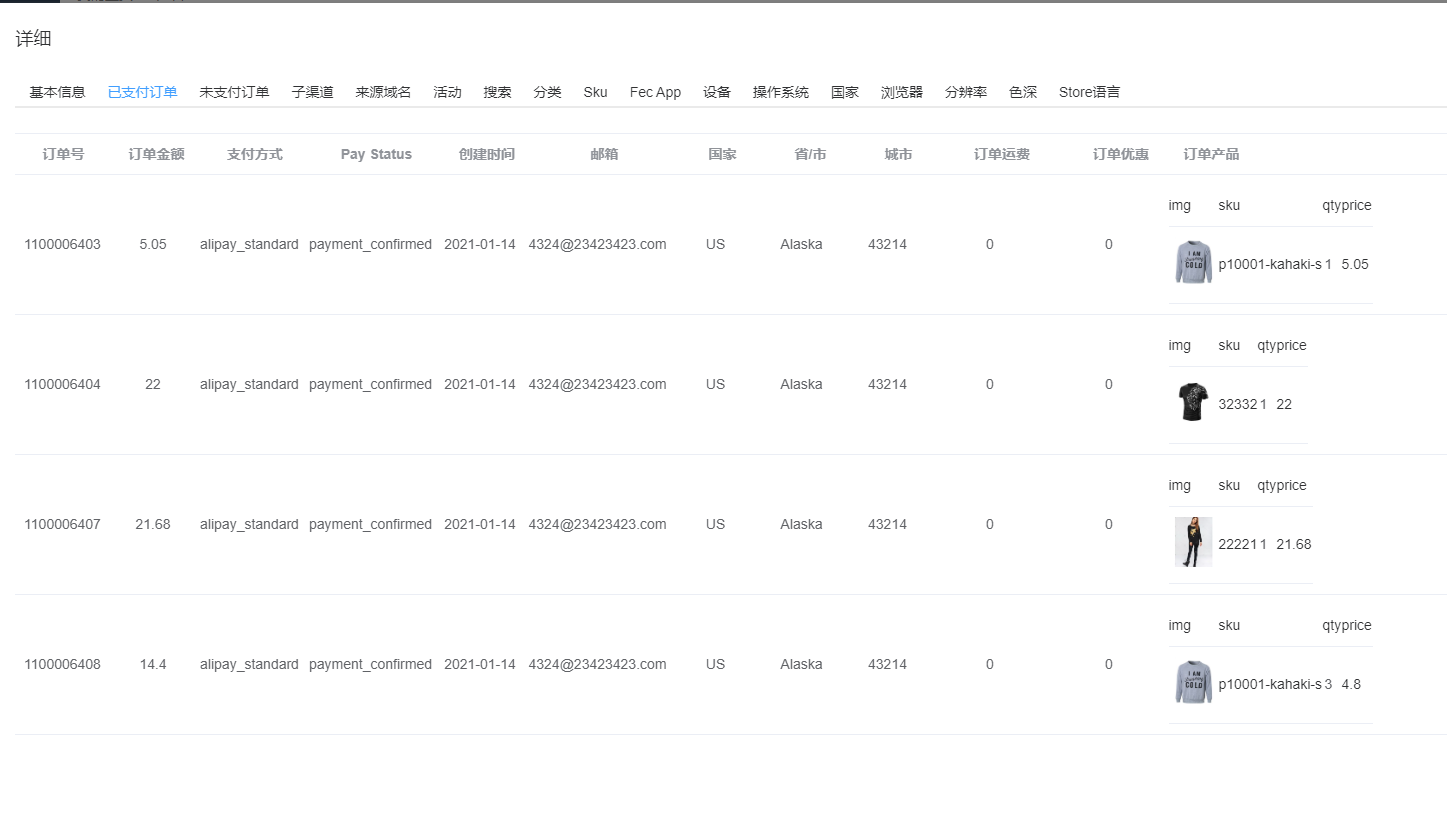 详细
基本信息 已支付订单 未支付订单 子渠道 来源域名 活动 搜索 分类 Sku Fec App 设备 操作系统 国家 浏览器 分辨率 色深 Store语言
订单号 订单金额 支付方式 Pay Status 创建时间 邮箱 国家 省/市 城市 订单运费 订单优惠 订单产品
img sku qtyprice
1100006403 5.05 alipay_standard payment_confirmed 2021-01-14 4324@23423423.com US Alaska 43214 0 0
I AM
COLD
p10001-kahaki-s 1 5.05
img sku qtyprice
1100006404 22 alipay_standard payment_confirmed 2021-01-14 4324@23423423.com US Alaska 43214 0 0
32332 1 22
img sku qtyprice
1100006407 21.68 alipay_standard payment_confirmed 2021-01-14 4324@23423423.com US Alaska 43214 0 0
22221 1 21.68
img sku qtyprice
1100006408 14.4 alipay_standard payment_confirmed 2021-01-14 4324@23423423.com US Alaska 43214 0 0
I AM
COLD
p10001-kahaki-s 3 4.8